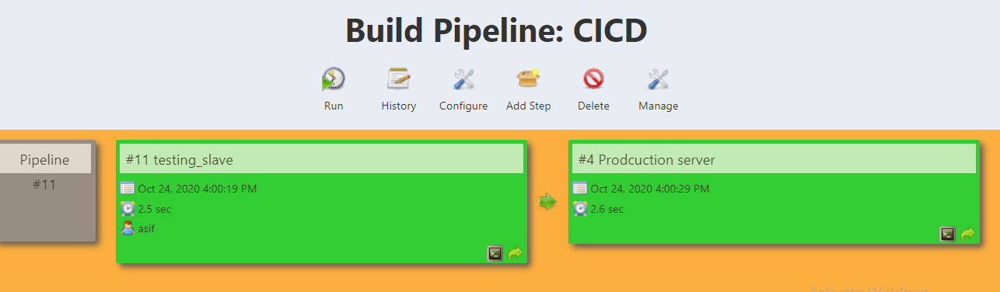 Build Pipeline: CICD
Run History Configure Add Step Delete Manage
Pipeline
#11
#11 testing_slave
Oct 24, 2020 4:00:19 PM
2.5 sec
asif
#4 Prodcuction server
Oct 24, 2020 4:00:29 PM
2.6 sec
Activate Windows